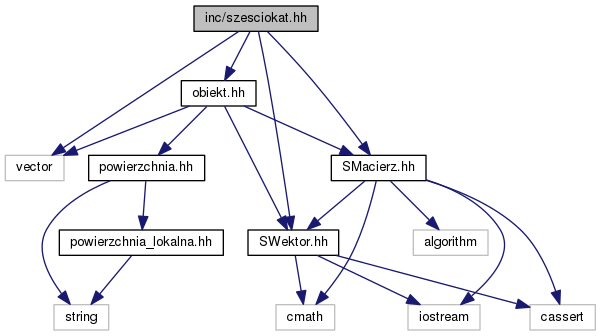 inc/szesciokat.hh
obiekt.hh
vector
powierzchnia.hh
SMacierz.hh
powierzchnia_lokalna.hh
SWektor.hh
algorithm
string
cmath
iostream
cassert